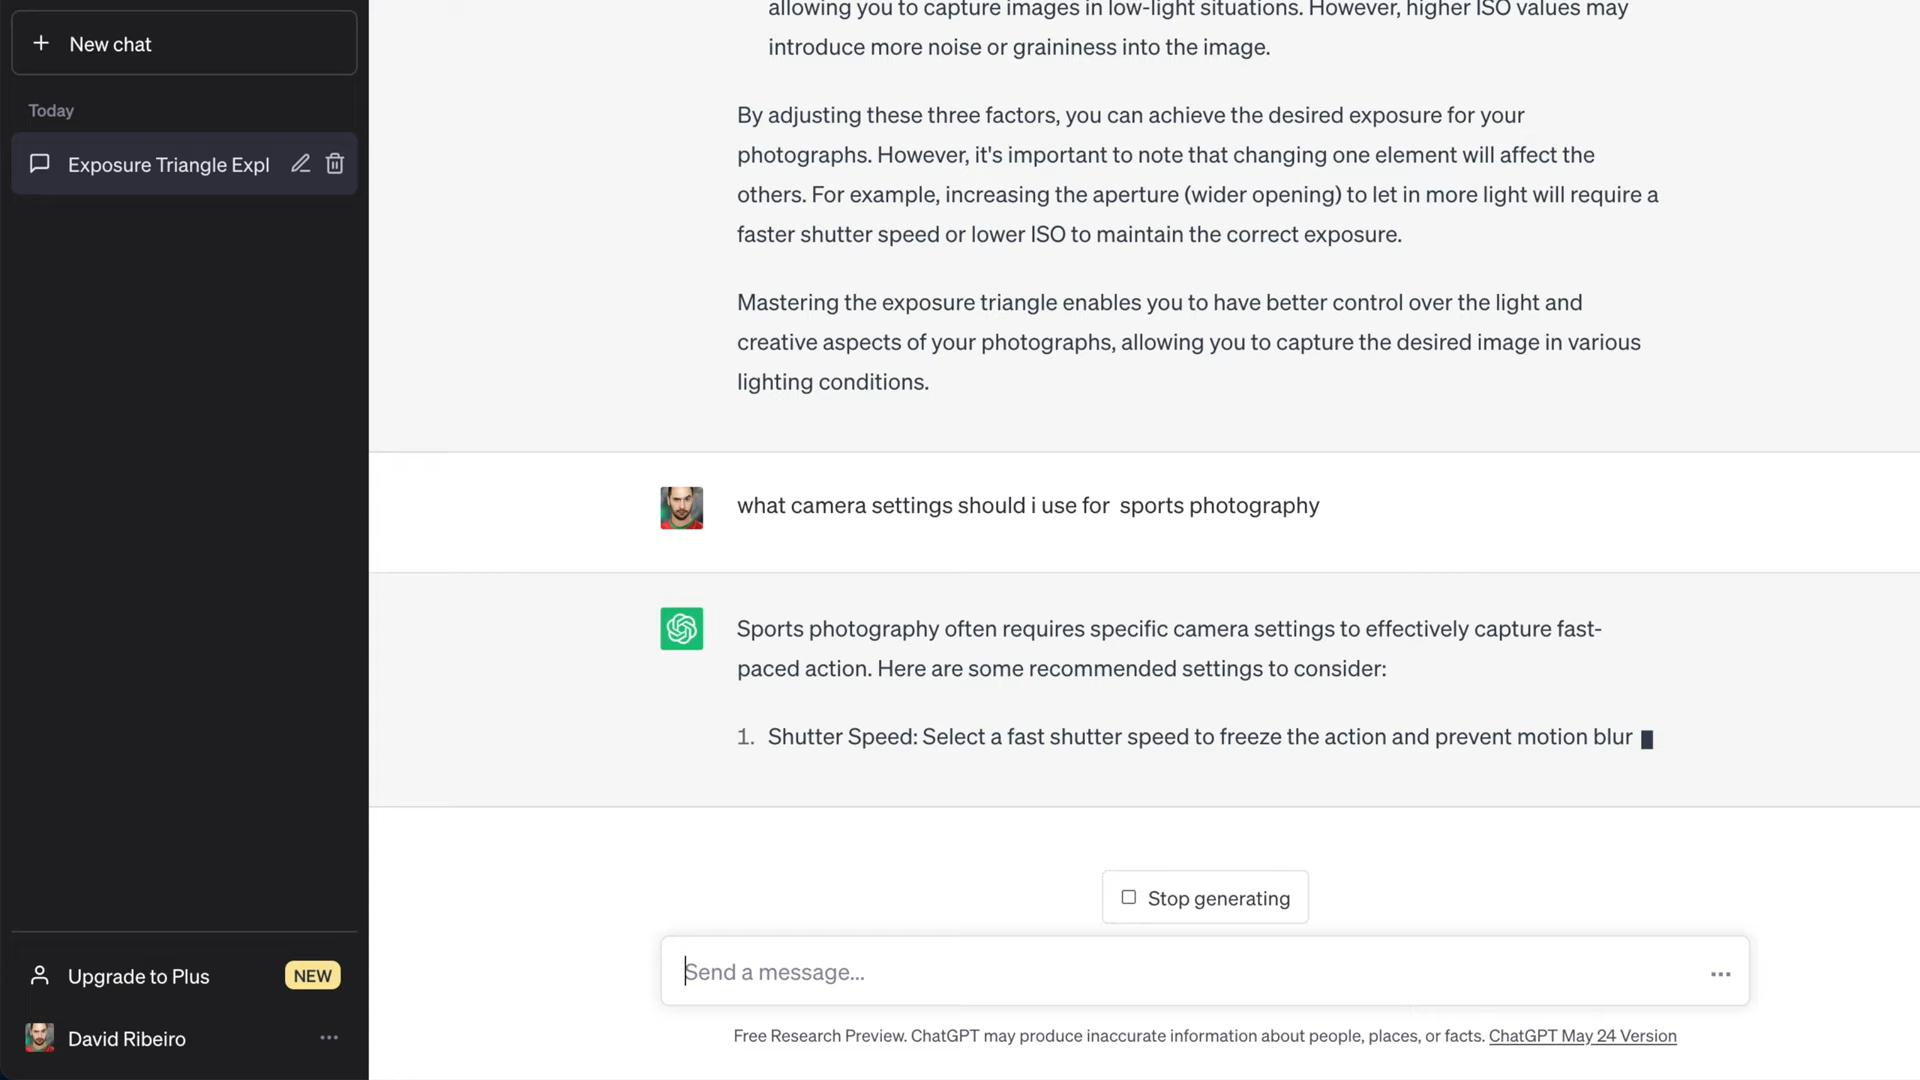 New chat
Today
Exposure Triangle Expl
Upgrade to Plus
NEW
David Ribeiro
allowing you to capture images in low-light situations. However, higher ISO values may
introduce more noise or graininess into the image.
By adjusting these three factors, you can achieve the desired exposure for your
photographs. However, it's important to note that changing one element will affect the
others. For example, increasing the aperture (wider opening) to let in more light will require a
faster shutter speed or lower ISO to maintain the correct exposure.
Mastering the exposure triangle enables you to have better control over the light and
creative aspects of your photographs, allowing you to capture the desired image in various
lighting conditions.
what camera settings should i use for  sports photography
Sports photography often requires specific camera settings to effectively capture fast-
paced action. Here are some recommended settings to consider:
1. Shutter Speed: Select a fast shutter speed to freeze the action and prevent motion blur
Stop generating
Send a message...
Free Research Preview. ChatGPT may produce inaccurate information about people, places, or facts. ChatGPT May 24 Version